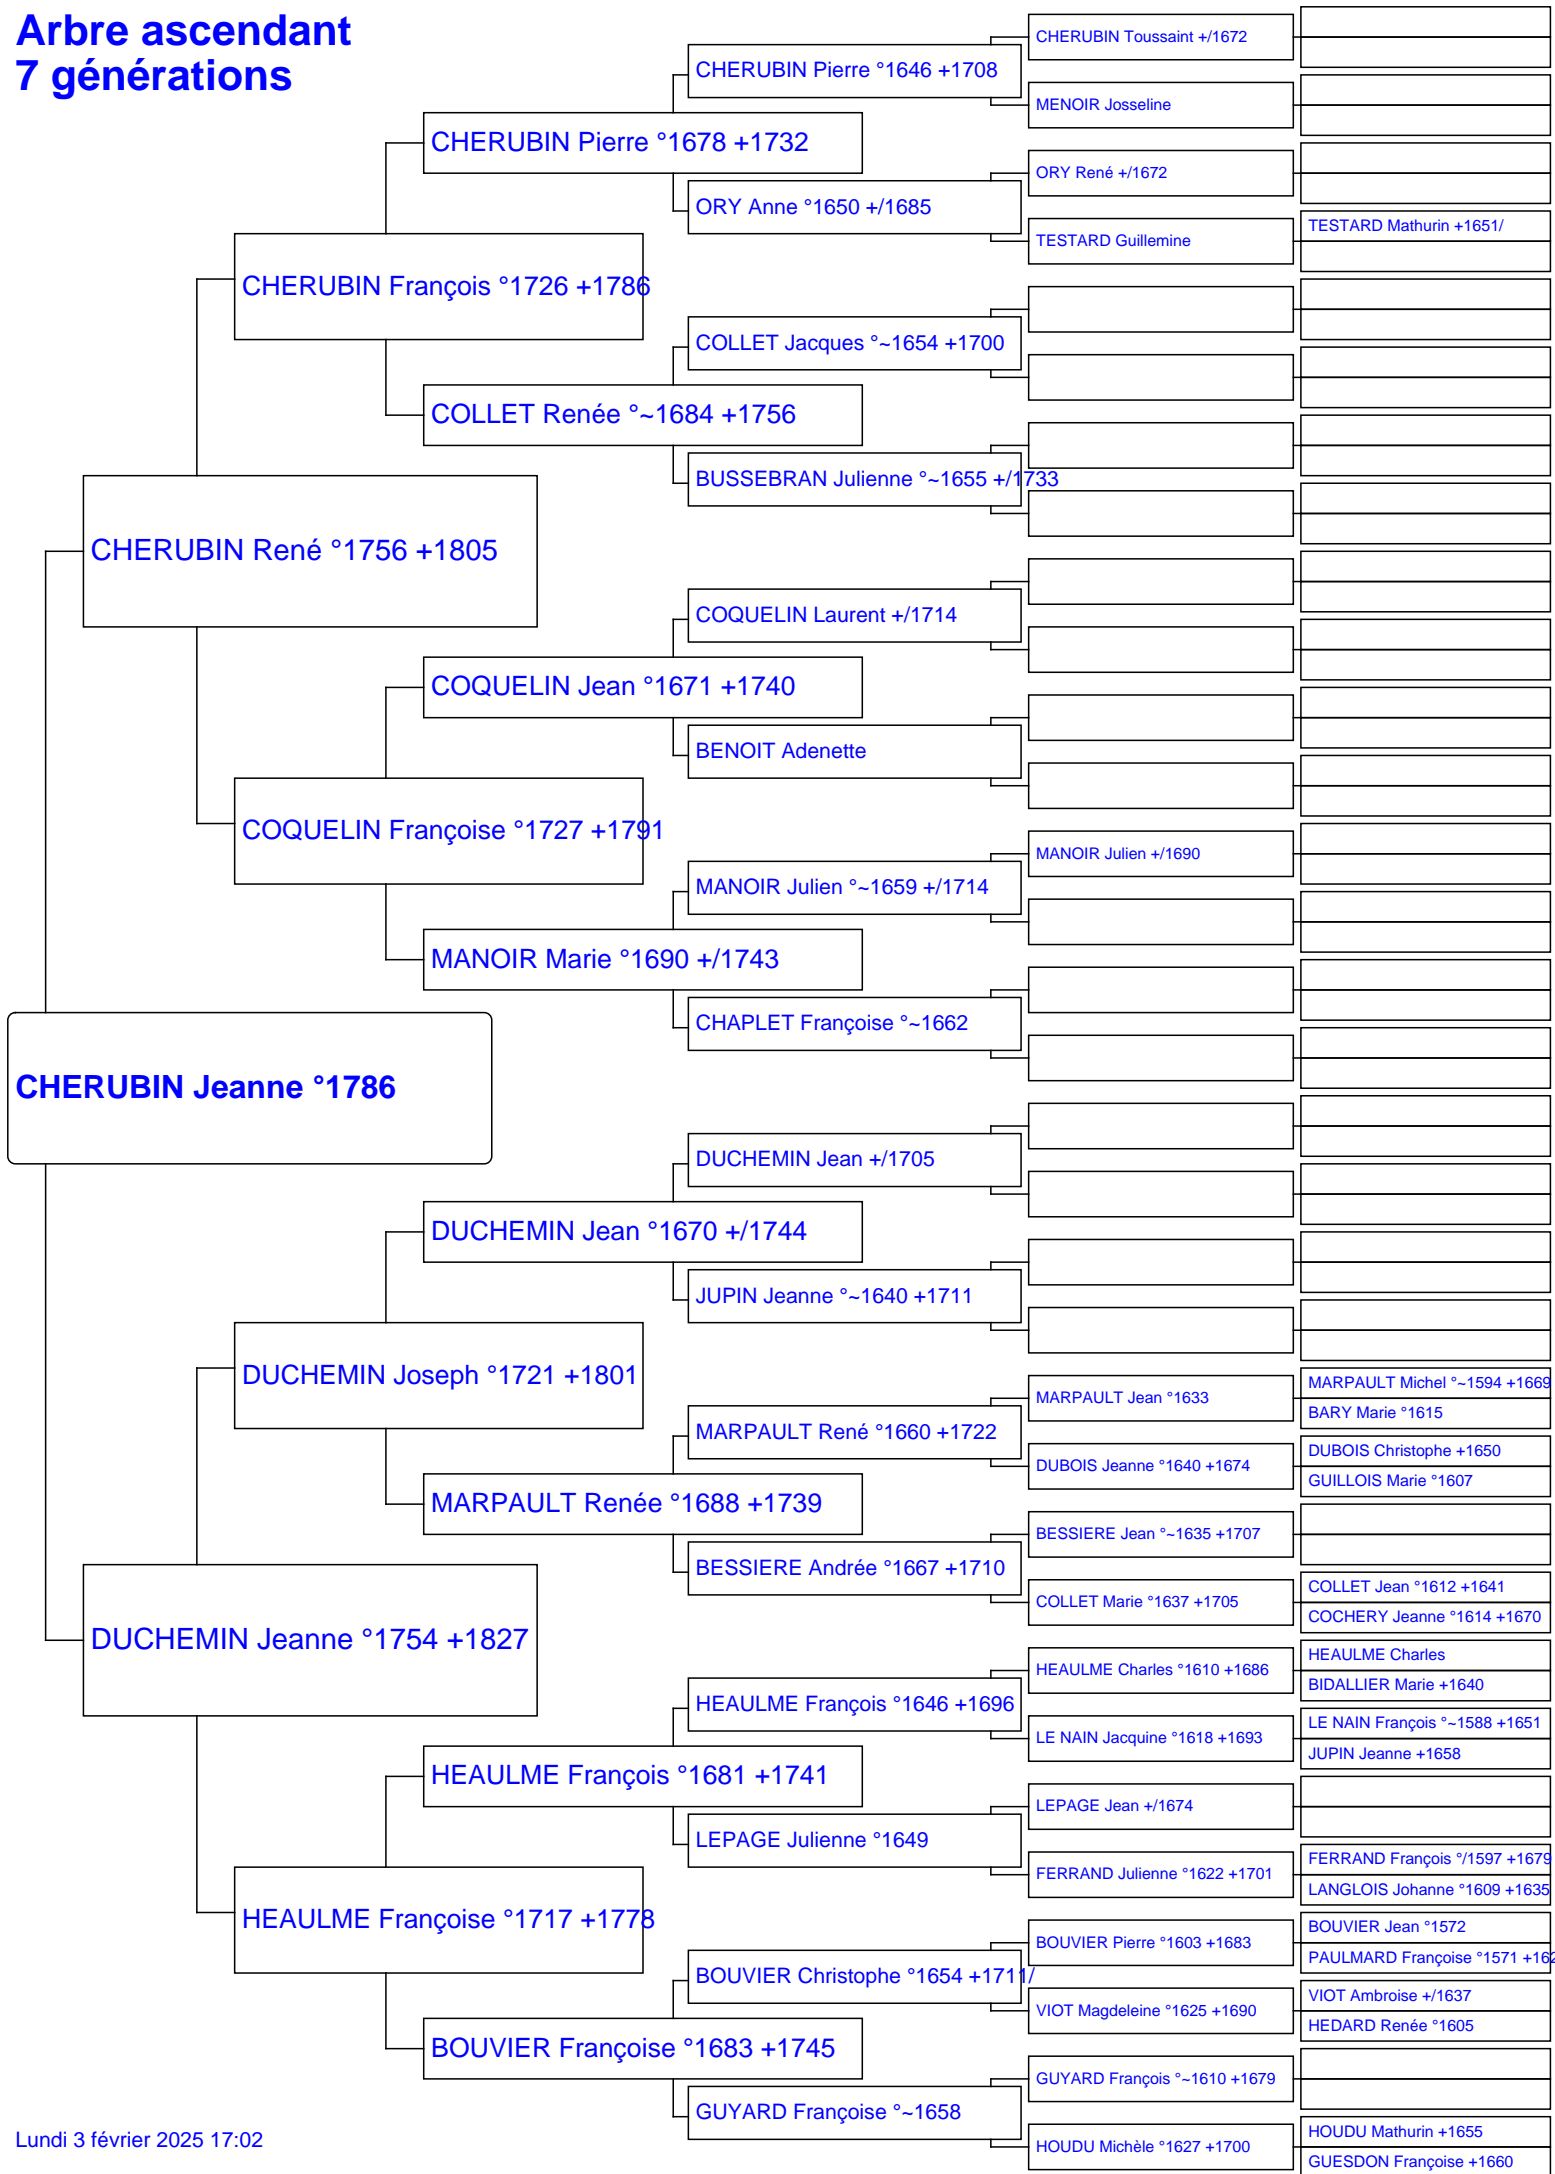 Arbre ascendant
7 générations
CHERUBIN Toussaint +/1672
CHERUBIN Pierre °1646 +1708
MENOIR Josseline
CHERUBIN Pierre °1678 +1732
ORY René +/1672
ORY Anne °1650 +/1685
TESTARD Mathurin +1651/
TESTARD Guillemine
CHERUBIN François °1726 +1786
COLLET Jacques °~1654 +1700
COLLET Renée °~1684 +1756
BUSSEBRAN Julienne °~1655 +/1733
CHERUBIN René °1756 +1805
COQUELIN Laurent +/1714
COQUELIN Jean °1671 +1740
BENOIT Adenette
COQUELIN Françoise °1727 +1791
MANOIR Julien +/1690
MANOIR Julien °~1659 +/1714
MANOIR Marie °1690 +/1743
CHAPLET Françoise °~1662
CHERUBIN Jeanne °1786
DUCHEMIN Jean +/1705
DUCHEMIN Jean °1670 +/1744
JUPIN Jeanne °~1640 +1711
DUCHEMIN Joseph °1721 +1801
MARPAULT Michel °~1594 +1669
MARPAULT Jean °1633
BARY Marie °1615
MARPAULT René °1660 +1722
DUBOIS Christophe +1650
DUBOIS Jeanne °1640 +1674
GUILLOIS Marie °1607
MARPAULT Renée °1688 +1739
BESSIERE Jean °~1635 +1707
BESSIERE Andrée °1667 +1710
COLLET Jean °1612 +1641
COLLET Marie °1637 +1705
COCHERY Jeanne °1614 +1670
DUCHEMIN Jeanne °1754 +1827
HEAULME Charles
HEAULME Charles °1610 +1686
BIDALLIER Marie +1640
HEAULME François °1646 +1696
LE NAIN François °~1588 +1651
LE NAIN Jacquine °1618 +1693
JUPIN Jeanne +1658
HEAULME François °1681 +1741
LEPAGE Jean +/1674
LEPAGE Julienne °1649
FERRAND François °/1597 +1679
FERRAND Julienne °1622 +1701
LANGLOIS Johanne °1609 +1635
HEAULME Françoise °1717 +1778
BOUVIER Jean °1572
BOUVIER Pierre °1603 +1683
PAULMARD Françoise °1571 +162
BOUVIER Christophe °1654 +1711/
VIOT Ambroise +/1637
VIOT Magdeleine °1625 +1690
HEDARD Renée °1605
BOUVIER Françoise °1683 +1745
GUYARD François °~1610 +1679
GUYARD Françoise °~1658
HOUDU Mathurin +1655
HOUDU Michèle °1627 +1700
GUESDON Françoise +1660
Lundi 3 février 2025 17:02